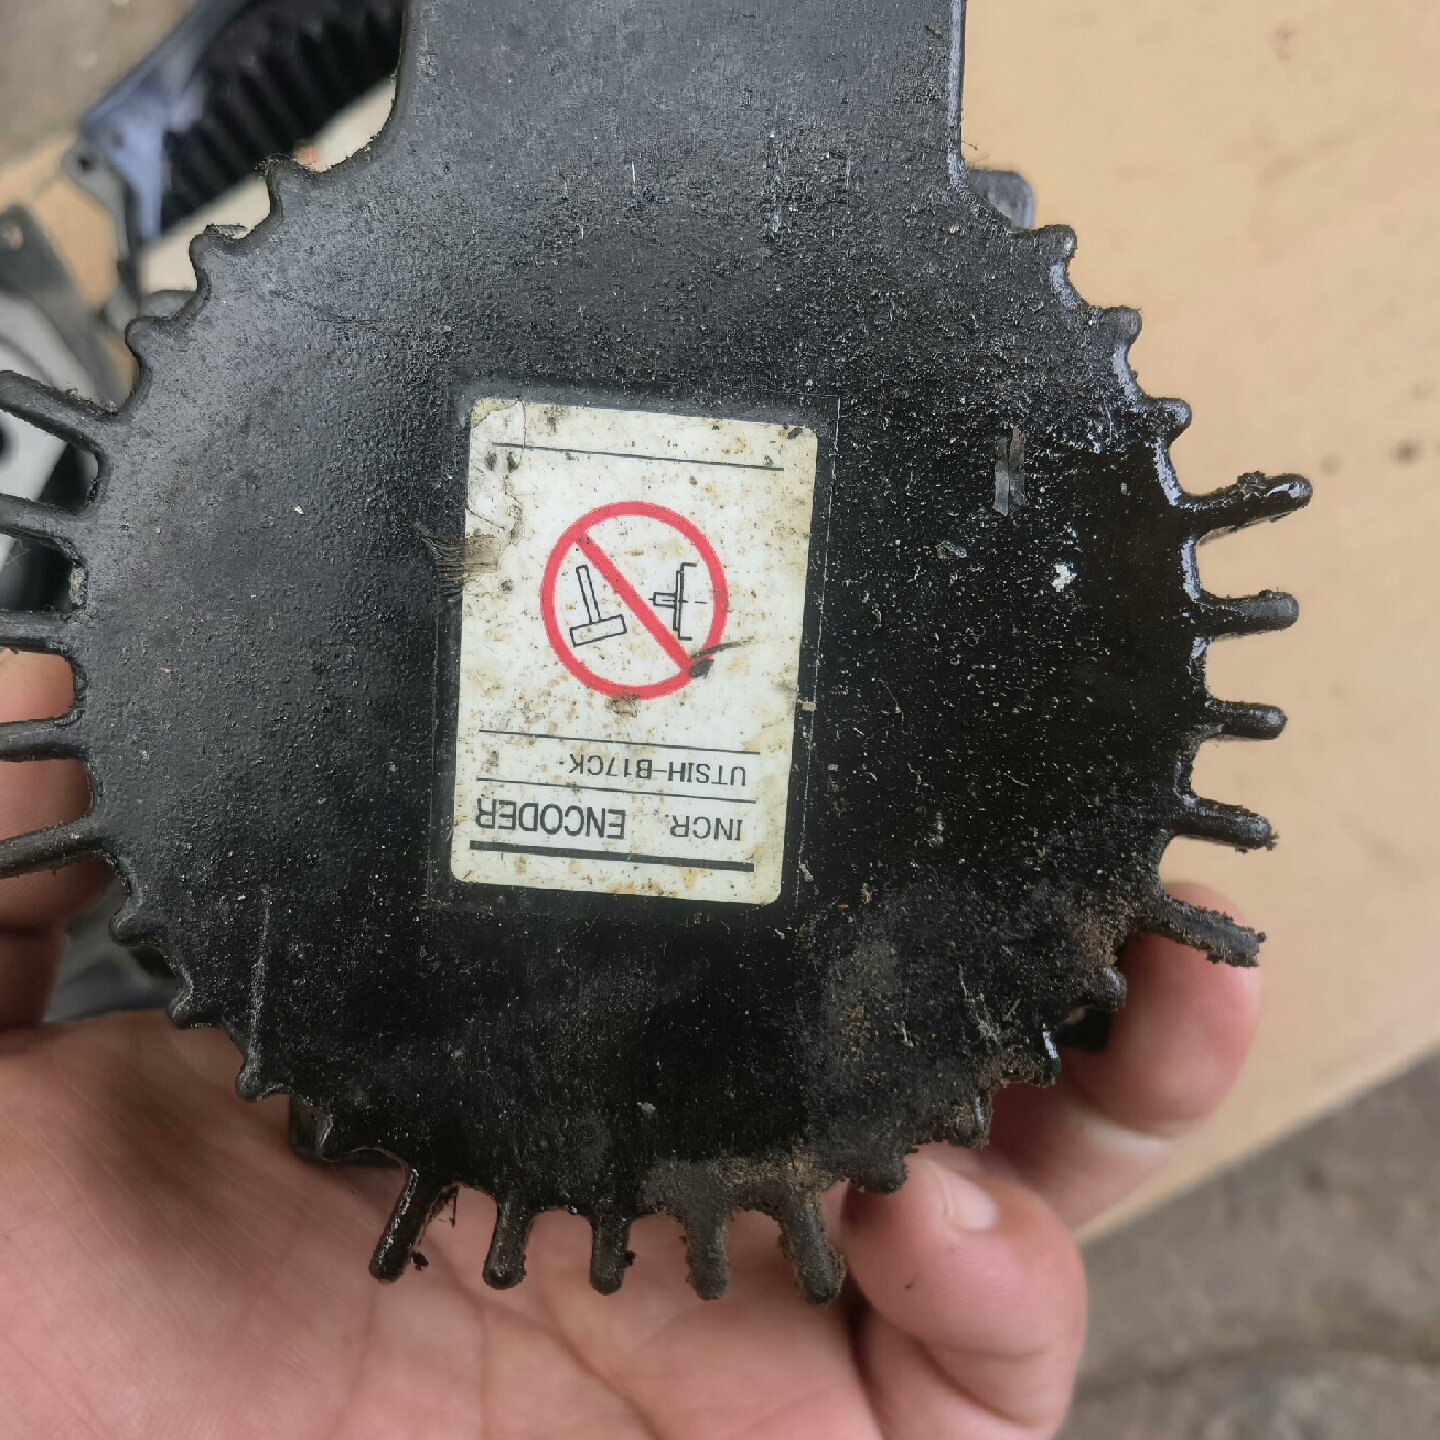 INCR. ENCODER
UTSIH-B17CK-